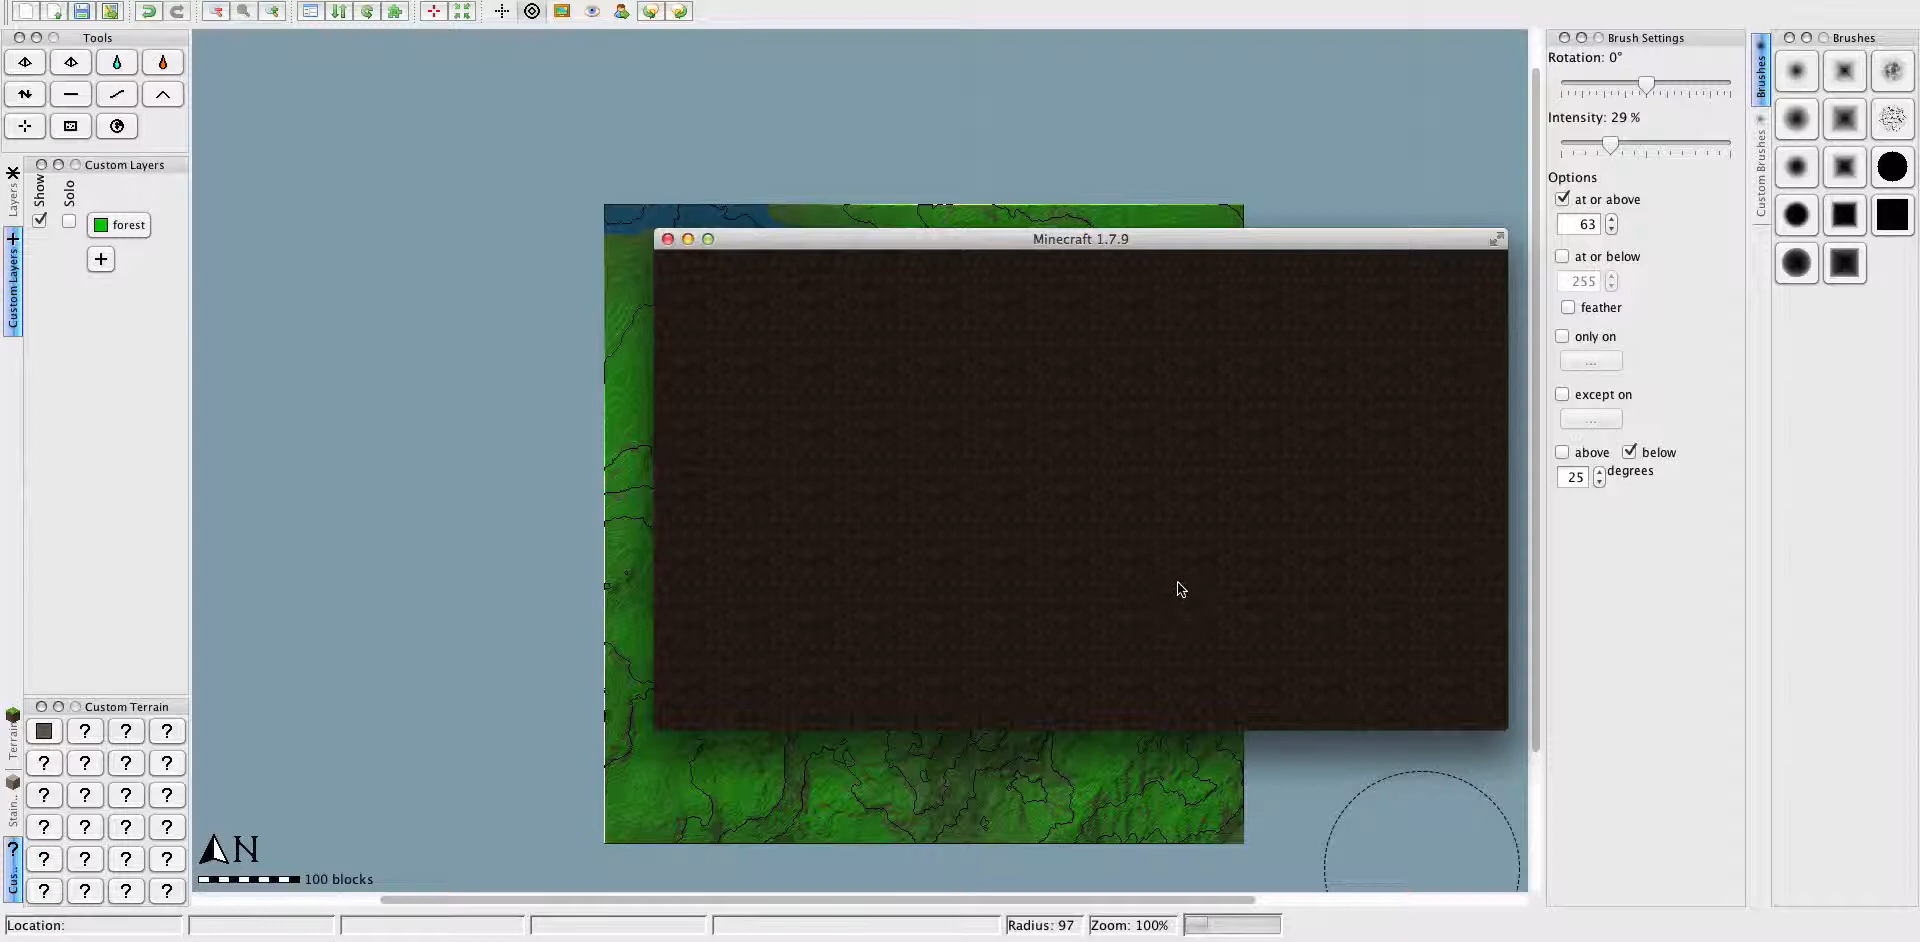 Tools
Brush Settings
Brushes
Rotation: 0°
Brushes
Intensity: 29 %
Custom Brushes
Custom Layers
Show
Solo
Layers
Options
at or above
forest
63
Minecraft 1.7.9
at or below
Custom Layers
255
feather
only on
...
except on
...
above
below
25
degrees
Custom Terrain
? ? ?
Terrain
? ? ? ?
Stain...
? ? ? ?
? ? ? ?
N
? ? ? ?
Cus...
100 blocks
? ? ? ?
Location:
Radius: 97
Zoom: 100%